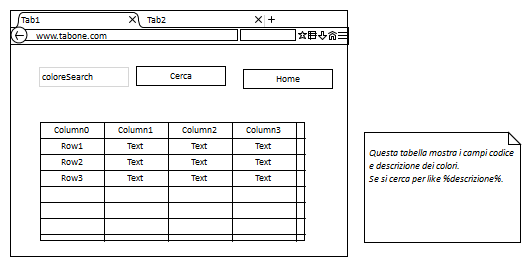 Tab1
Tab2
www.tabone.com
coloreSearch
Cerca
Home
Column0 Column1 Column2 Column3
Row1 Text Text Text
Row2 Text Text Text
Row3 Text Text Text
Questa tabella mostra i campi codice
e descrizione dei colori.
Se si cerca per like %descrizione%.